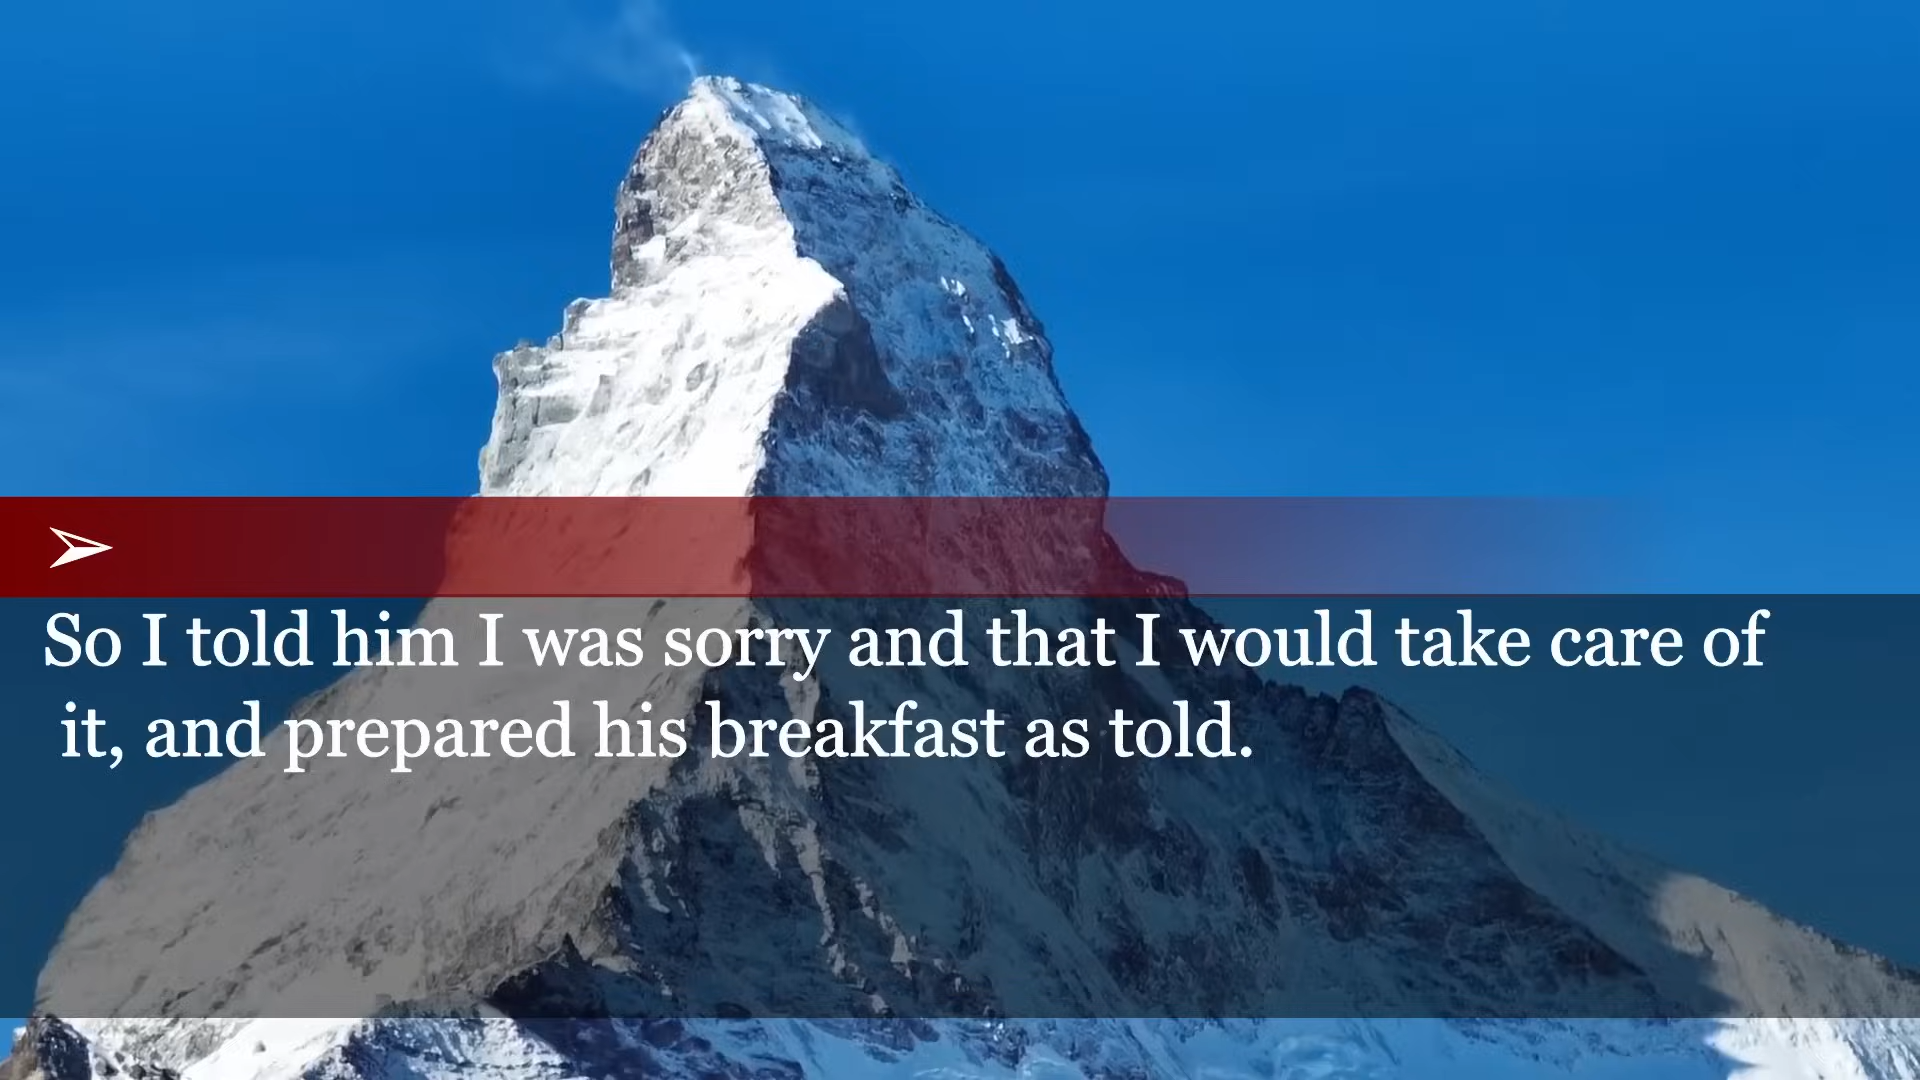 So I told him I was sorry and that I would take care of
it, and prepared his breakfast as told.